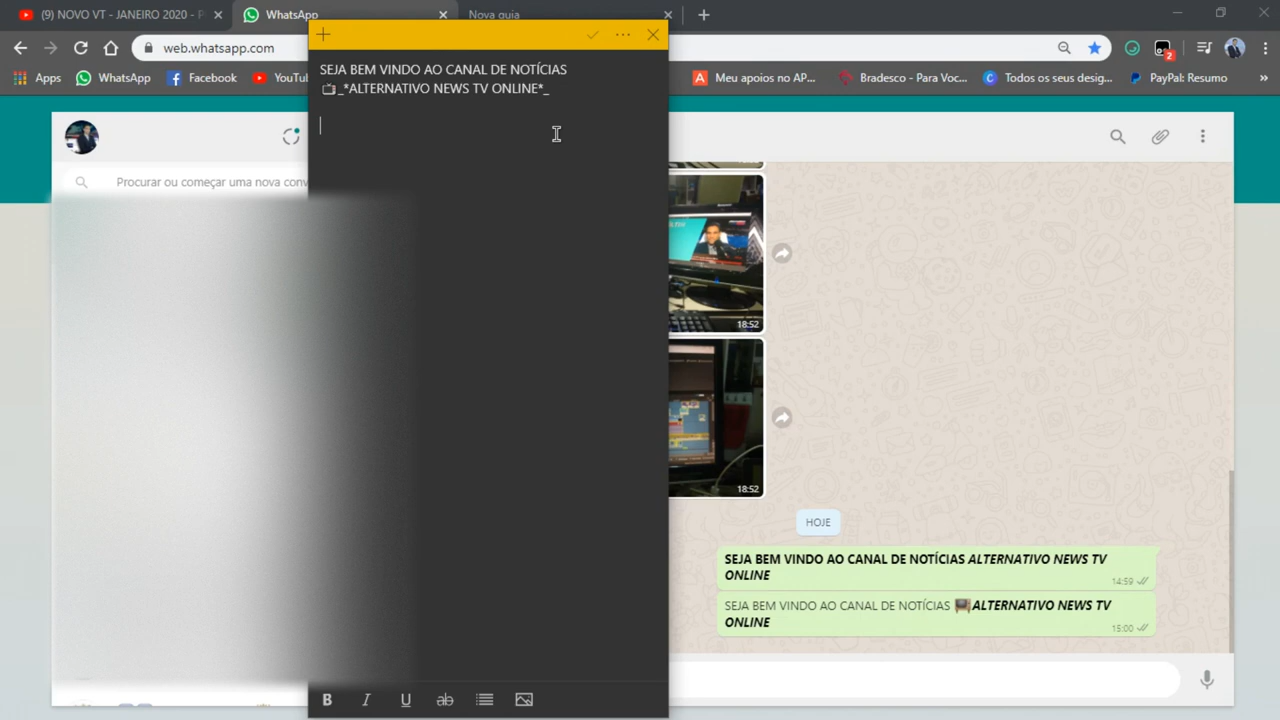 (9) NOVO VT - JANEIRO 2020 - P
WhatsApp
Nova guia
web.whatsapp.com
2
Apps
WhatsApp
Facebook
YouTu
Meu apoios no AP...
Bradesco - Para Voc...
Todos os seus desig...
PayPal: Resumo
»
SEJA BEM VINDO AO CANAL DE NOTÍCIAS
📺_*ALTERNATIVO NEWS TV ONLINE*_
Procurar ou começar uma nova conv
18:52
18:52
HOJE
SEJA BEM VINDO AO CANAL DE NOTÍCIAS ALTERNATIVO NEWS TV
ONLINE
14:59
SEJA BEM VINDO AO CANAL DE NOTÍCIAS 📺ALTERNATIVO NEWS TV
ONLINE
15:00
B I U ab